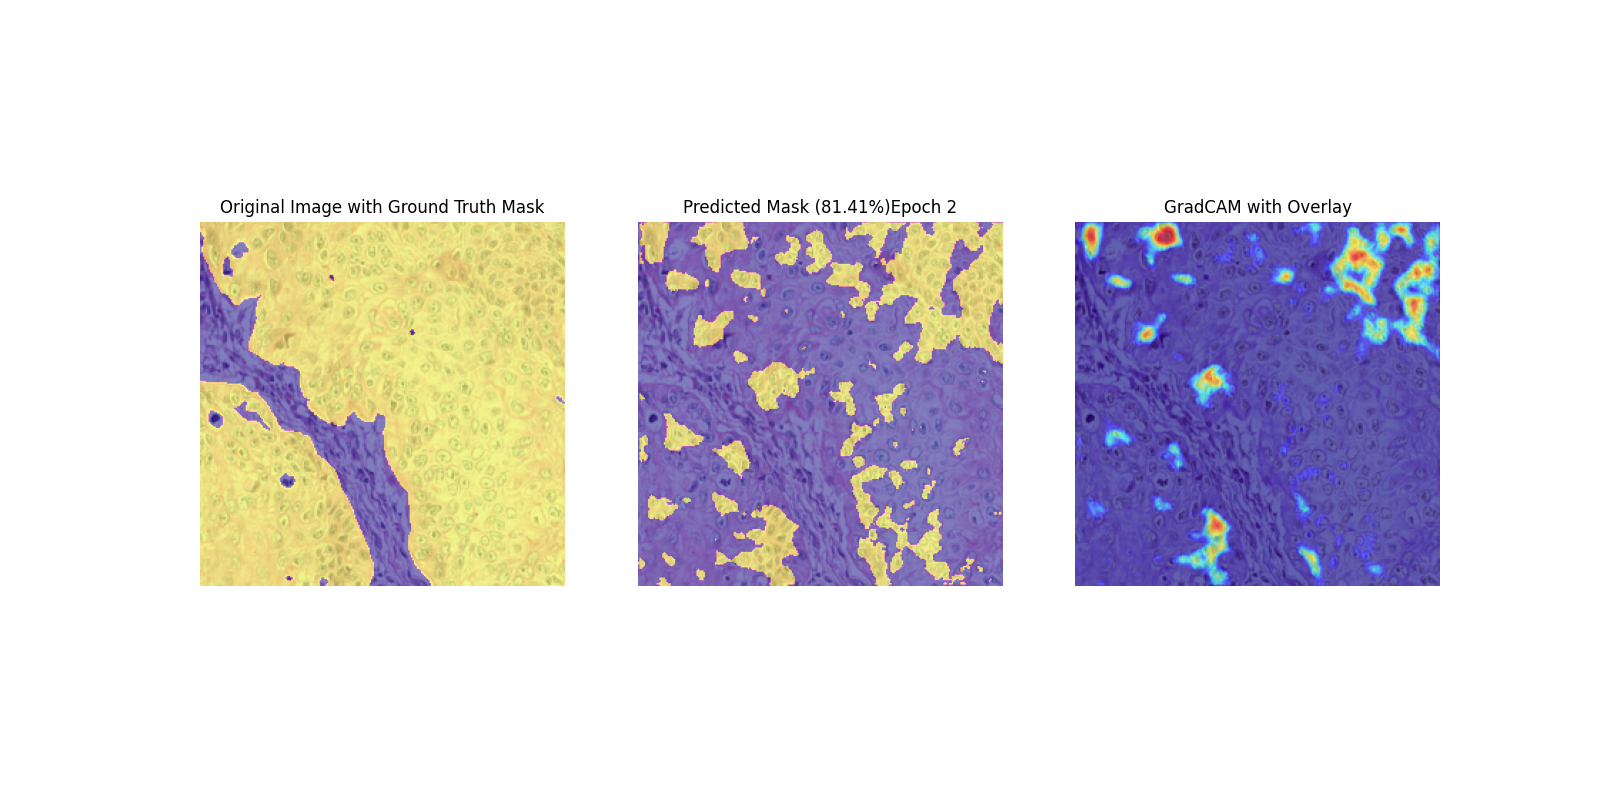 Original Image with Ground Truth Mask
Predicted Mask (81.41%)Epoch 2
GradCAM with Overlay